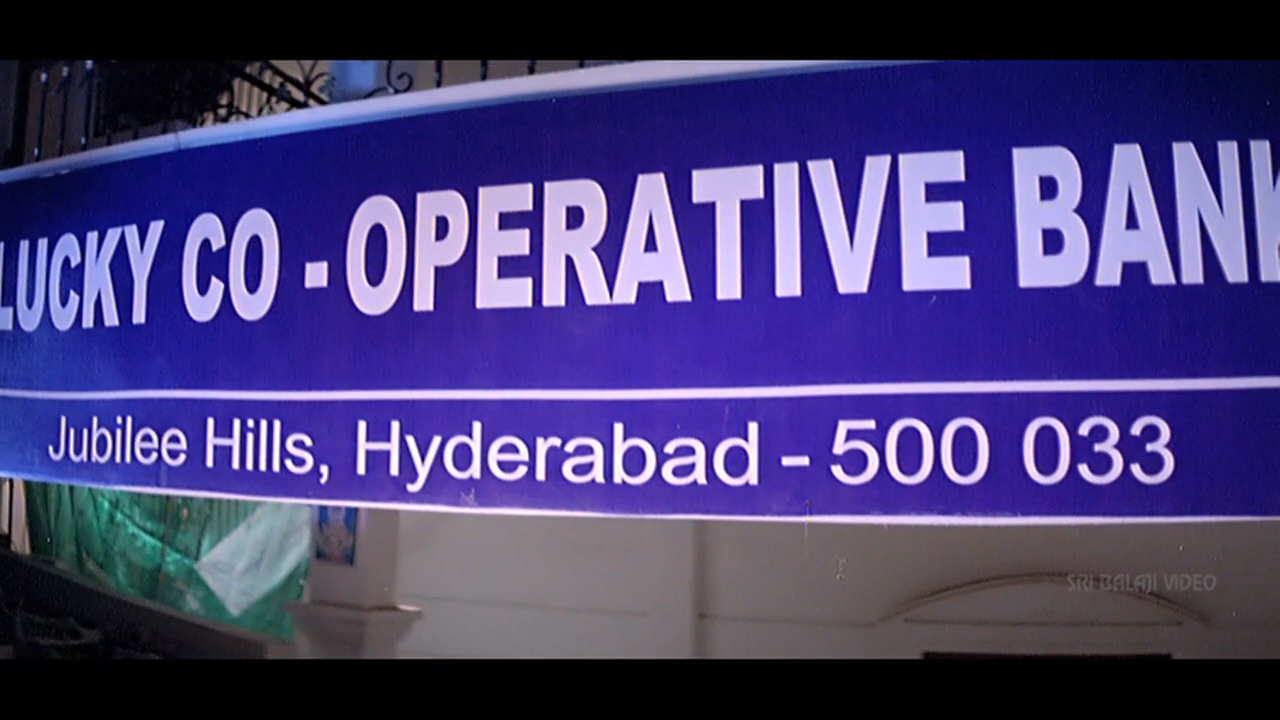 LUCKY CO - OPERATIVE BANK
Jubilee Hills, Hyderabad - 500 033
SRI BALAJI VIDEO